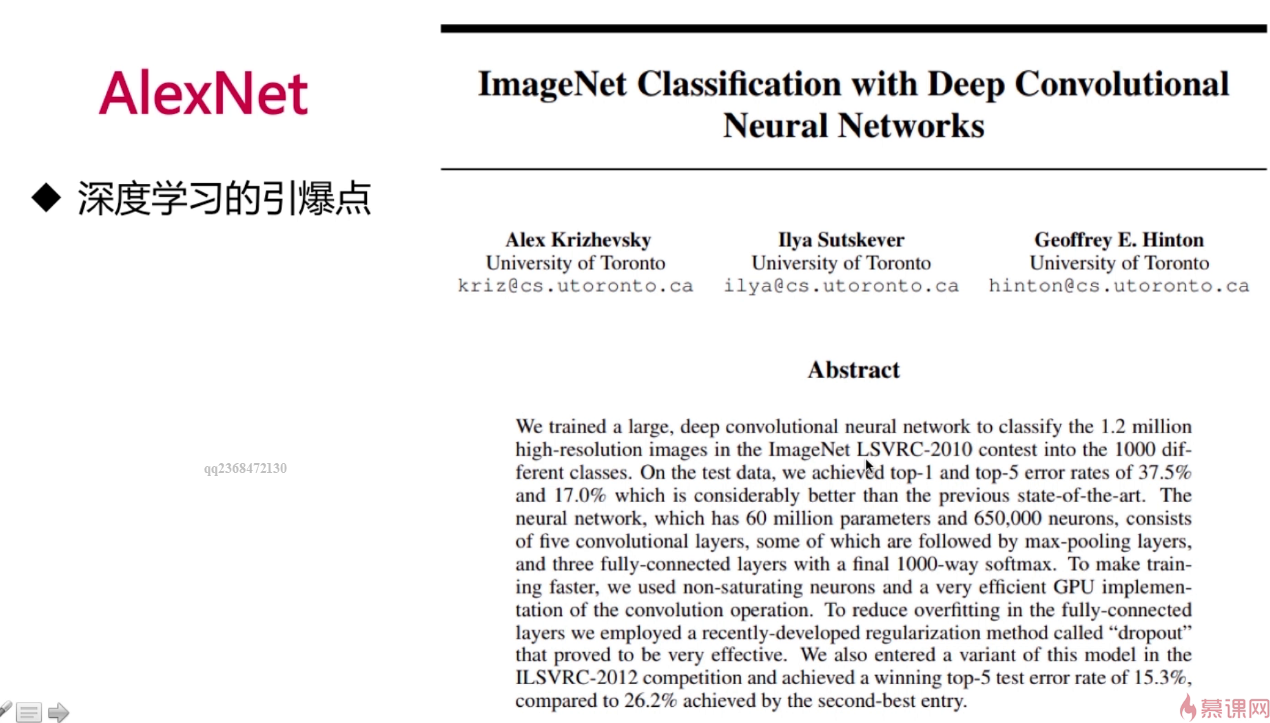 AlexNet
◆ 深度学习的引爆点
qq2368472130
ImageNet Classification with Deep Convolutional
Neural Networks
Alex Krizhevsky
University of Toronto
kriz@cs.utoronto.ca
Ilya Sutskever
University of Toronto
ilya@cs.utoronto.ca
Geoffrey E. Hinton
University of Toronto
hinton@cs.utoronto.ca
Abstract
We trained a large, deep convolutional neural network to classify the 1.2 million
high-resolution images in the ImageNet LSVRC-2010 contest into the 1000 dif-
ferent classes. On the test data, we achieved top-1 and top-5 error rates of 37.5%
and 17.0% which is considerably better than the previous state-of-the-art. The
neural network, which has 60 million parameters and 650,000 neurons, consists
of five convolutional layers, some of which are followed by max-pooling layers,
and three fully-connected layers with a final 1000-way softmax. To make train-
ing faster, we used non-saturating neurons and a very efficient GPU implemen-
tation of the convolution operation. To reduce overfitting in the fully-connected
layers we employed a recently-developed regularization method called “dropout”
that proved to be very effective. We also entered a variant of this model in the
ILSVRC-2012 competition and achieved a winning top-5 test error rate of 15.3%,
compared to 26.2% achieved by the second-best entry.
慕课网